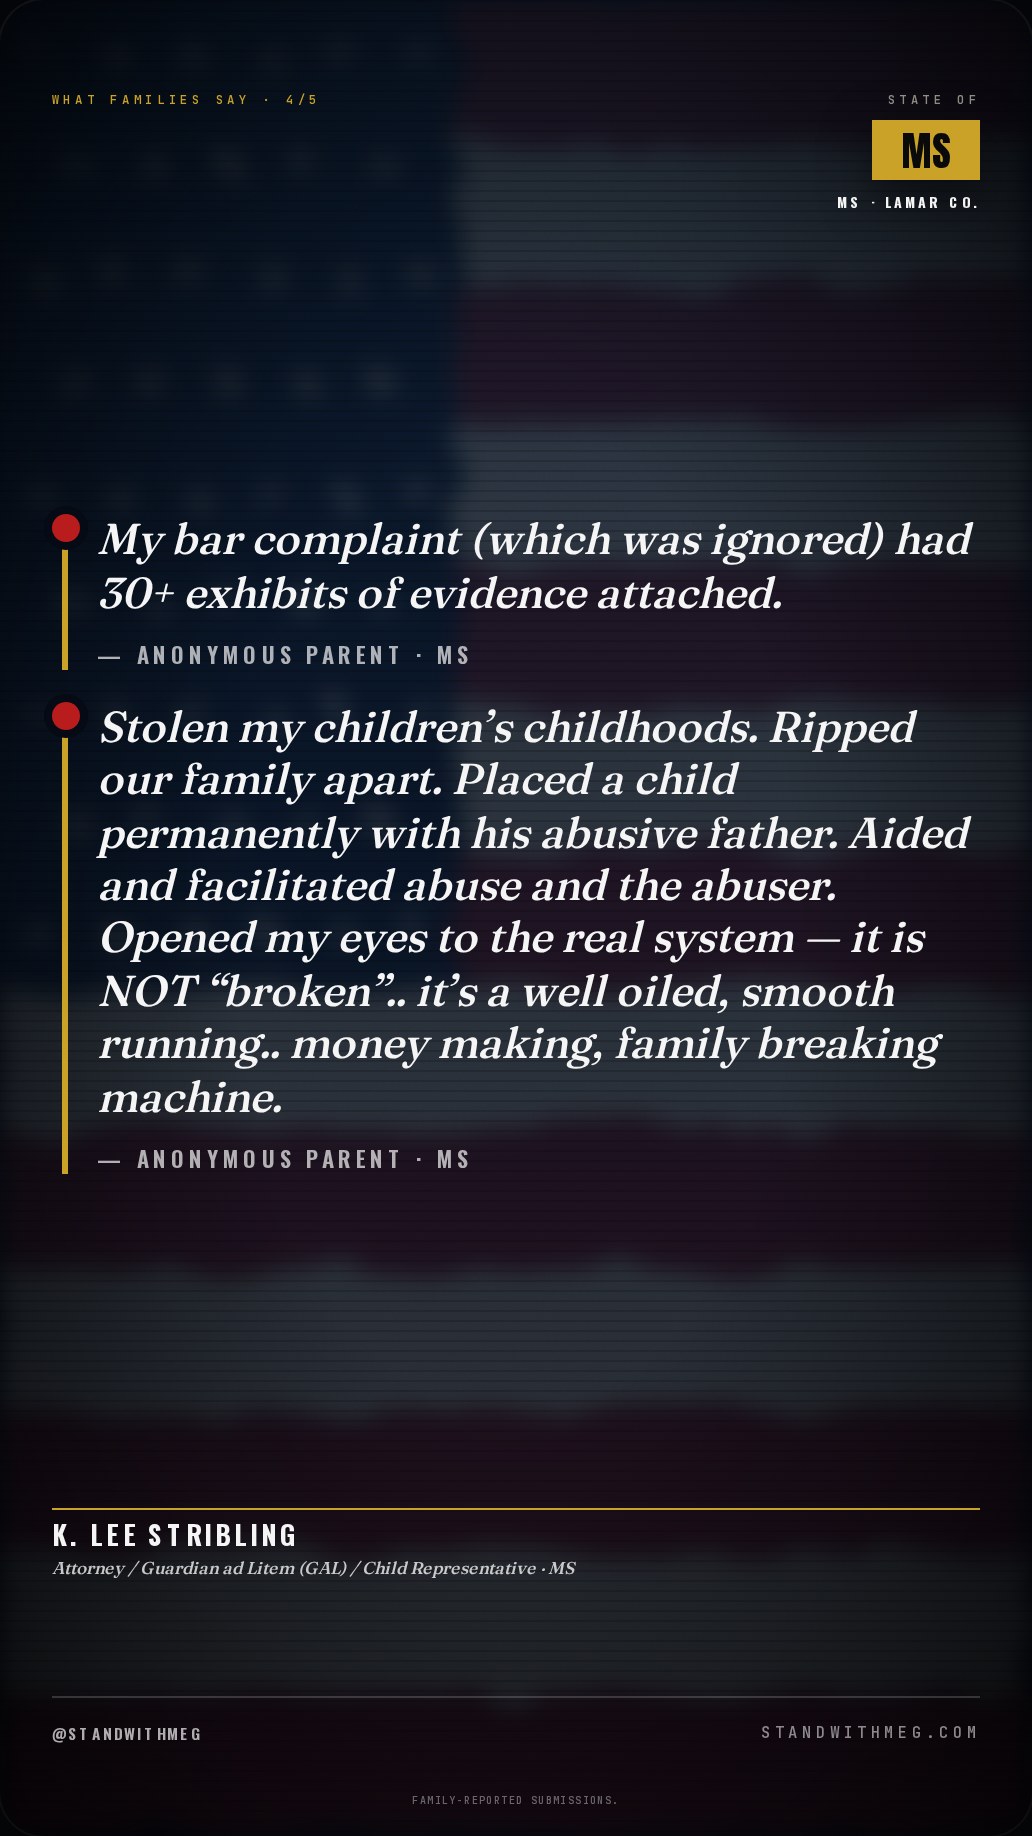 WHAT FAMILIES SAY · 4/5
STATE OF
MS
MS · LAMAR CO.
My bar complaint (which was ignored) had
30+ exhibits of evidence attached.
— ANONYMOUS PARENT · MS
Stolen my children’s childhoods. Ripped
our family apart. Placed a child
permanently with his abusive father. Aided
and facilitated abuse and the abuser.
Opened my eyes to the real system — it is
NOT “broken”.. it’s a well oiled, smooth
running.. money making, family breaking
machine.
— ANONYMOUS PARENT · MS
K. LEE STRIBLING
Attorney / Guardian ad Litem (GAL) / Child Representative · MS
@STANDWITHMEG
STANDWITHMEG.COM
FAMILY-REPORTED SUBMISSIONS.